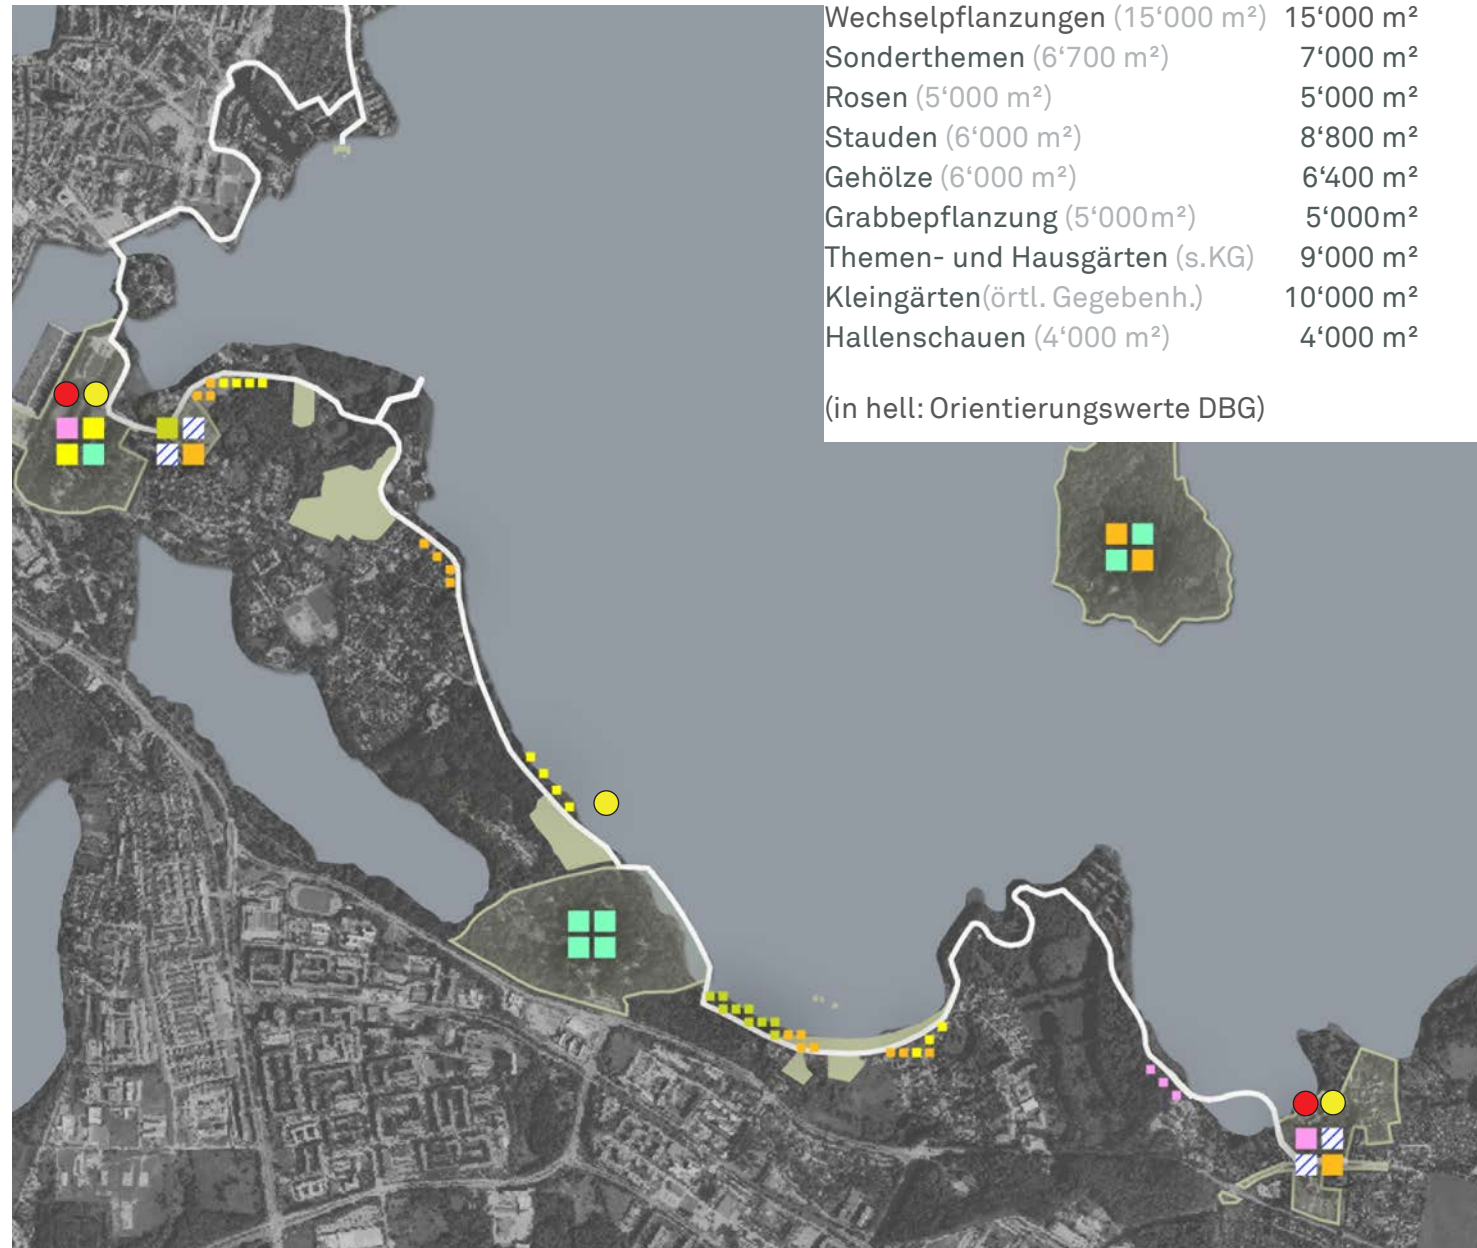 Wechselpflanzungen (15‘000 m²) 15‘000 m²
Sonderthemen (6‘700 m²) 7‘000 m²
Rosen (5‘000 m²) 5‘000 m²
Stauden (6‘000 m²) 8‘800 m²
Gehölze (6‘000 m²) 6‘400 m²
Grabbepflanzung (5‘000m²) 5‘000m²
Themen- und Hausgärten (s.KG) 9‘000 m²
Kleingärten(örtl. Gegebenh.) 10‘000 m²
Hallenschauen (4‘000 m²) 4‘000 m²
(in hell: Orientierungswerte DBG)